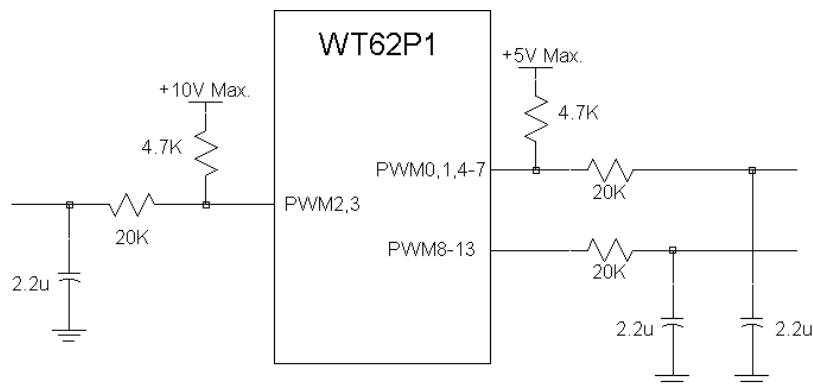 WT62P1
+5V Max.
+10V Max.
4.7K
4.7K
PWM0,1,4-7
20K
PWM2,3
20K
PWM8-13
20K
2.2u
2.2u
2.2u